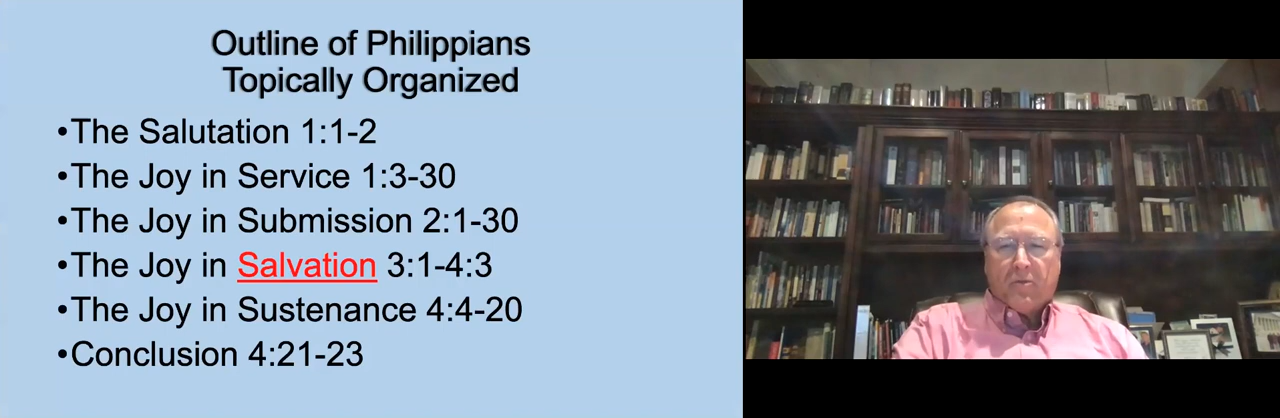 Outline of Philippians
Topically Organized
•The Salutation 1:1-2
•The Joy in Service 1:3-30
•The Joy in Submission 2:1-30
•The Joy in Salvation 3:1-4:3
•The Joy in Sustenance 4:4-20
•Conclusion 4:21-23